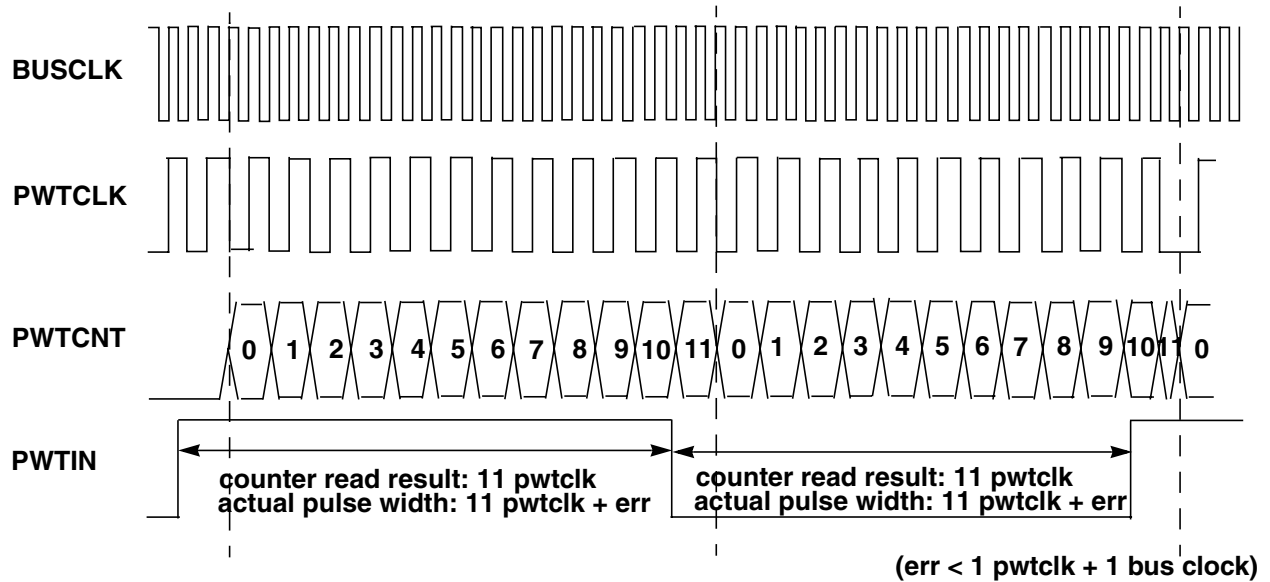 BUSCLK
PWTCLK
PWTCNT
0 1 2 3 4 5 6 7 8 9 10 11 0 1 2 3 4 5 6 7 8 9 10 11 0
PWTIN
counter read result: 11 pwtclk
actual pulse width: 11 pwtclk + err
counter read result: 11 pwtclk
actual pulse width: 11 pwtclk + err
(err < 1 pwtclk + 1 bus clock)